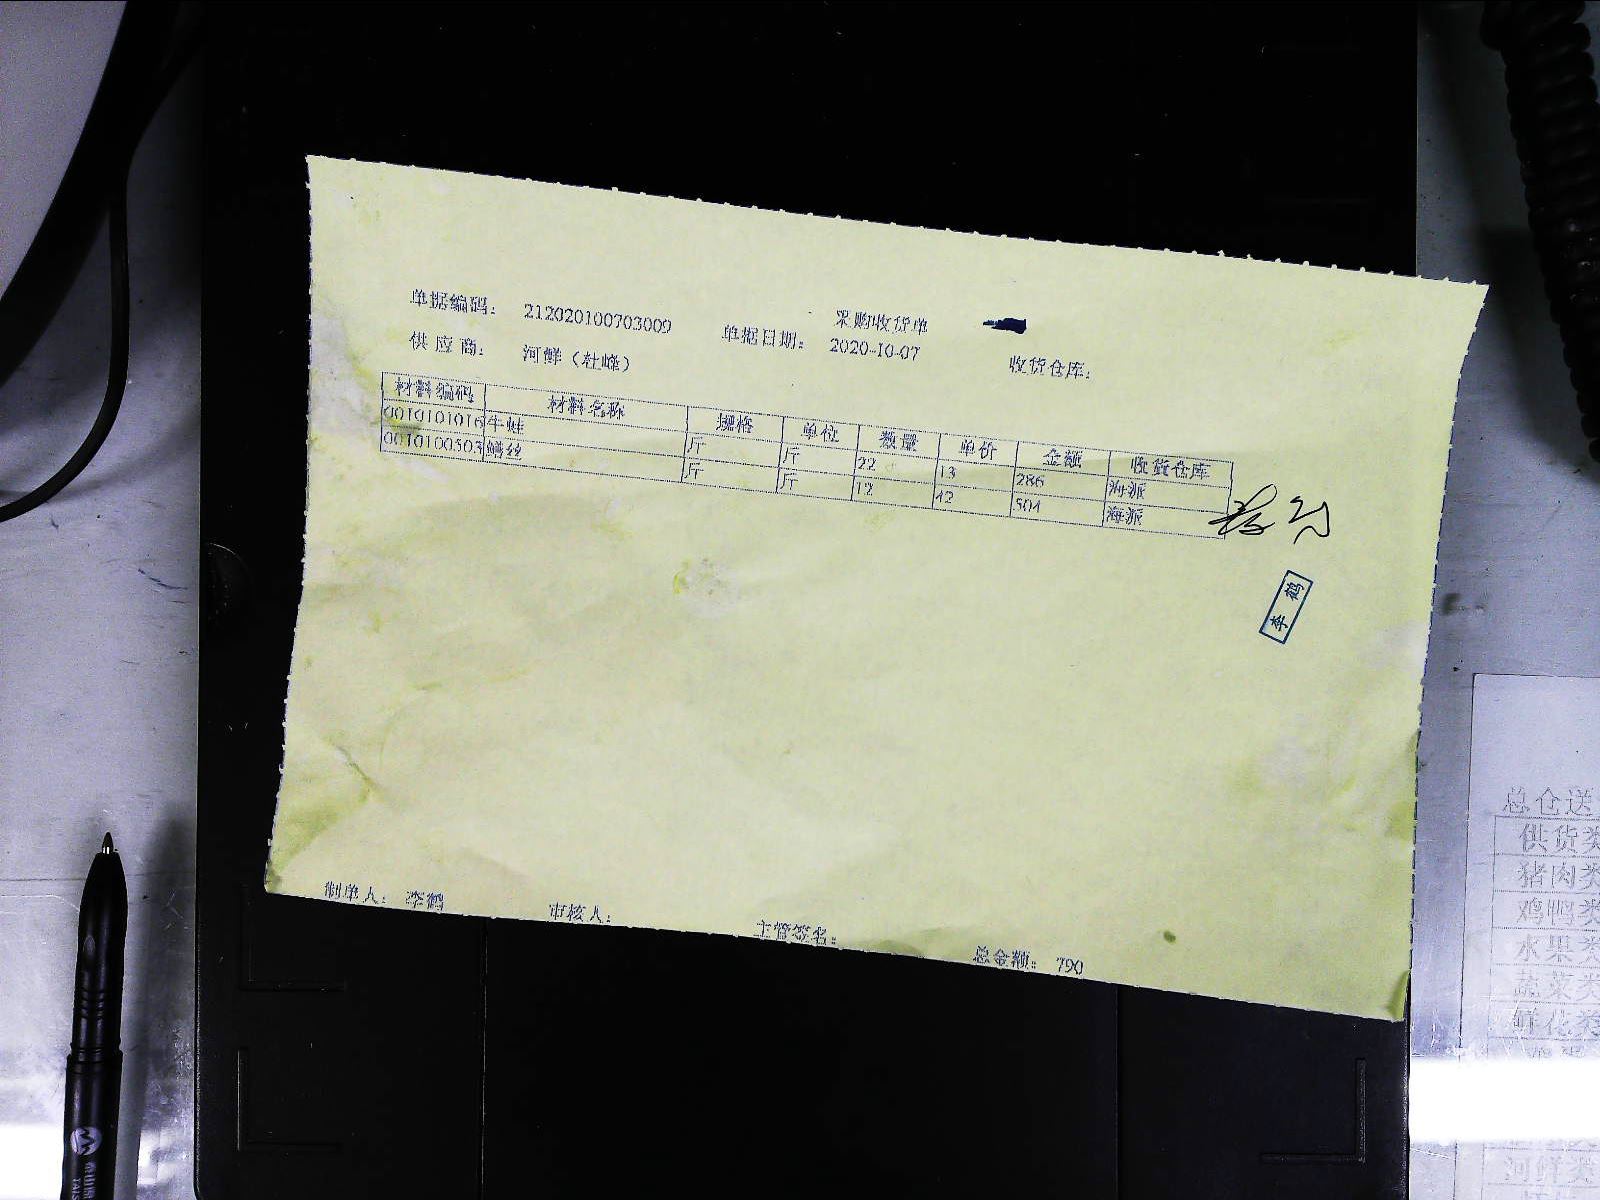 采购收货单
单据编码： 212020100703009 单据日期： 2020-10-07 收货仓库：
供应商： 河鲜（杜峰）
材料编码 材料名称 规格 单位 数量 单价 金额 收货仓库
0010101016 牛蛙 斤 斤 22 13 286 海派
0010100503 鳝丝 斤 斤 12 42 504 海派
李鹤
制单人： 李鹤 审核人： 主管签名： 总金额： 790
总仓送
供货类
猪肉类
鸡鸭类
水果类
蔬菜类
鲜花类
河鲜类